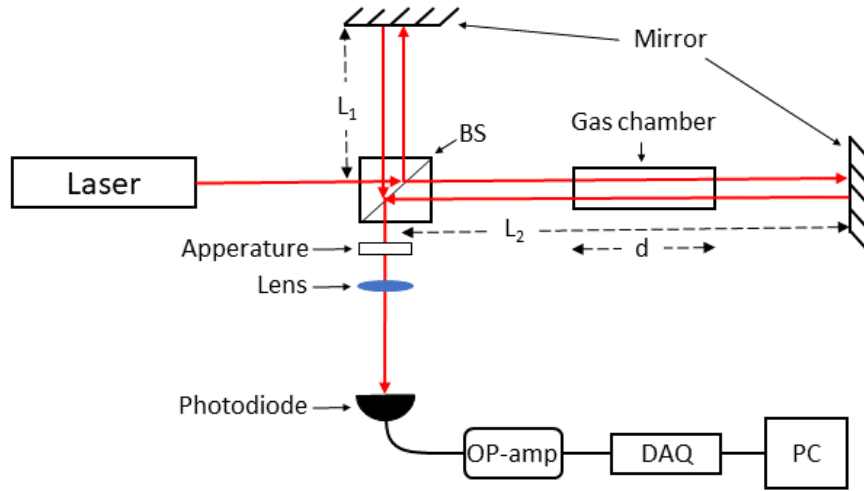 Mirror
L1
BS
Gas chamber
Laser
L2
Apperature
d
Lens
Photodiode
OP-amp
DAQ
PC